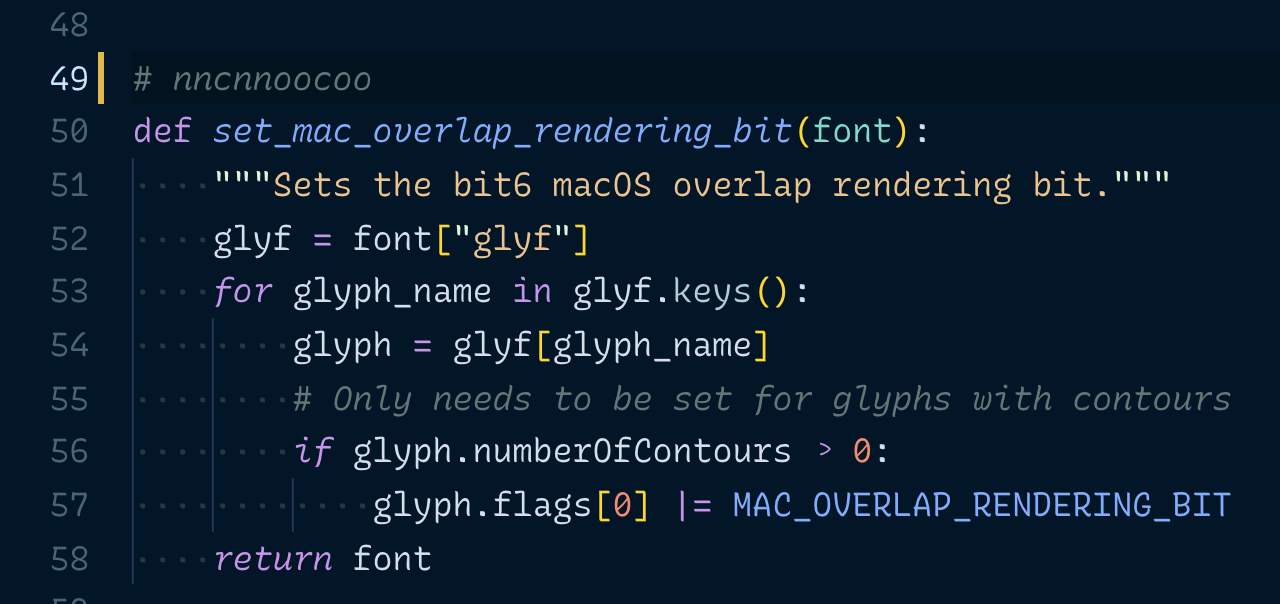 48
49 # nncnnoocoo
50 def set_mac_overlap_rendering_bit(font):
51 ····"""Sets the bit6 macOS overlap rendering bit."""
52 ····glyf = font["glyf"]
53 ····for glyph_name in glyf.keys():
54 ········glyph = glyf[glyph_name]
55 ········# Only needs to be set for glyphs with contours
56 ········if glyph.numberOfContours > 0:
57 ············glyph.flags[0] |= MAC_OVERLAP_RENDERING_BIT
58 ····return font